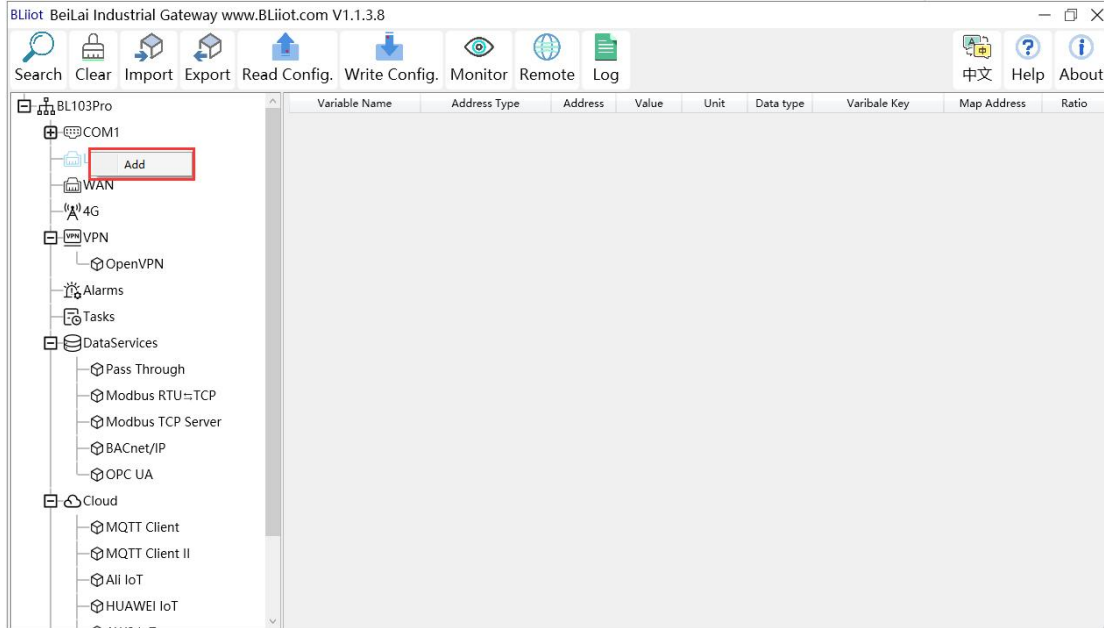 BLiiot BeiLai Industrial Gateway www.BLiiot.com V1.1.3.8
Search Clear Import Export Read Config. Write Config. Monitor Remote Log 中文 Help About
Variable Name Address Type Address Value Unit Data type Varibale Key Map Address Ratio
BL103Pro
COM1
Add
WAN
4G
VPN VPN
OpenVPN
Alarms
Tasks
DataServices
Pass Through
Modbus RTU⇆TCP
Modbus TCP Server
BACnet/IP
OPC UA
Cloud
MQTT Client
MQTT Client II
Ali IoT
HUAWEI IoT